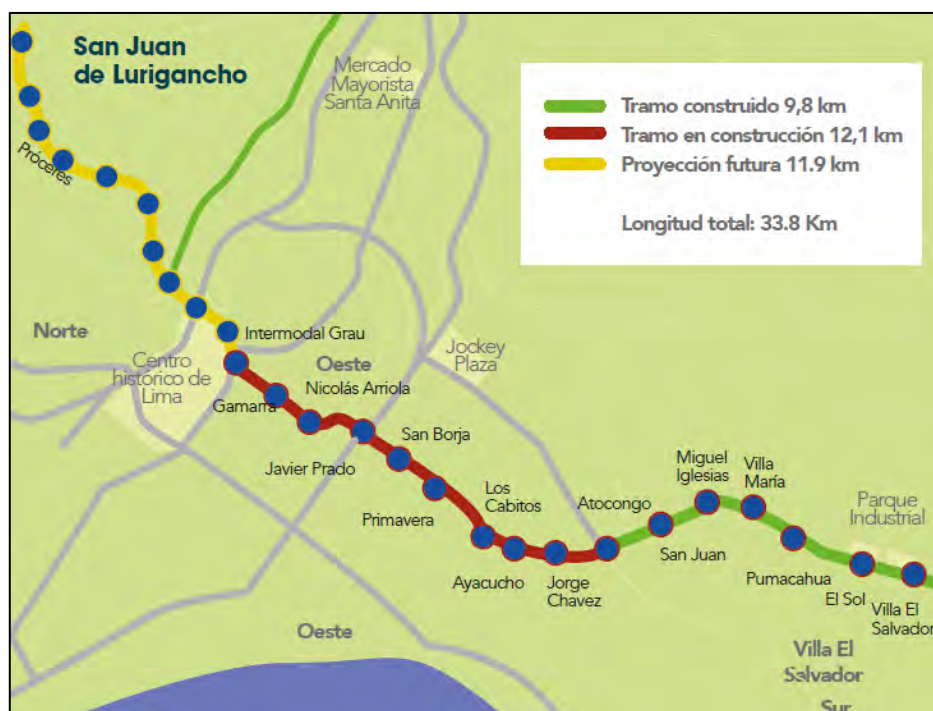 San Juan
de Lurigancho
Mercado
Mayorista
Santa Anita
Tramo construido 9,8 km
Tramo en construcción 12,1 km
Proyección futura 11.9 km
Longitud total: 33.8 Km
Próceres
Norte
Intermodal Grau
Centro
histórico de
Lima
Oeste
Jockey
Plaza
Nicolás Arriola
Gamarra
San Borja
Javier Prado
Primavera
Los
Cabitos
Atocongo
Miguel
Iglesias
Villa
María
Parque
Industrial
Ayacucho
Jorge
Chavez
San Juan
Pumacahua
El Sol
Villa El
Salvador
Oeste
Villa El
Salvador
Sur